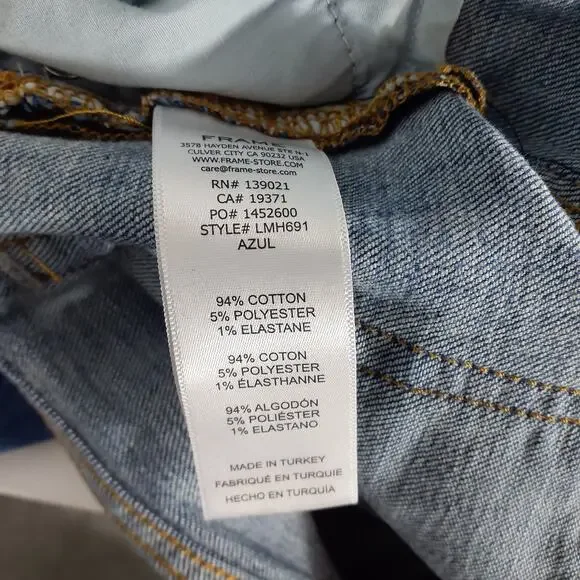 FRAME
3578 HAYDEN AVENUE STE N-1
CULVER CITY CA 90232 USA
WWW.FRAME-STORE.COM
care@frame-store.com
RN# 139021
CA# 19371
PO# 1452600
STYLE# LMH691
AZUL
94% COTTON
5% POLYESTER
1% ELASTANE
94% COTON
5% POLYESTER
1% ÉLASTHANNE
94% ALGODÓN
5% POLIÉSTER
1% ELASTANO
MADE IN TURKEY
FABRIQUÉ EN TURQUIE
HECHO EN TURQUÍA